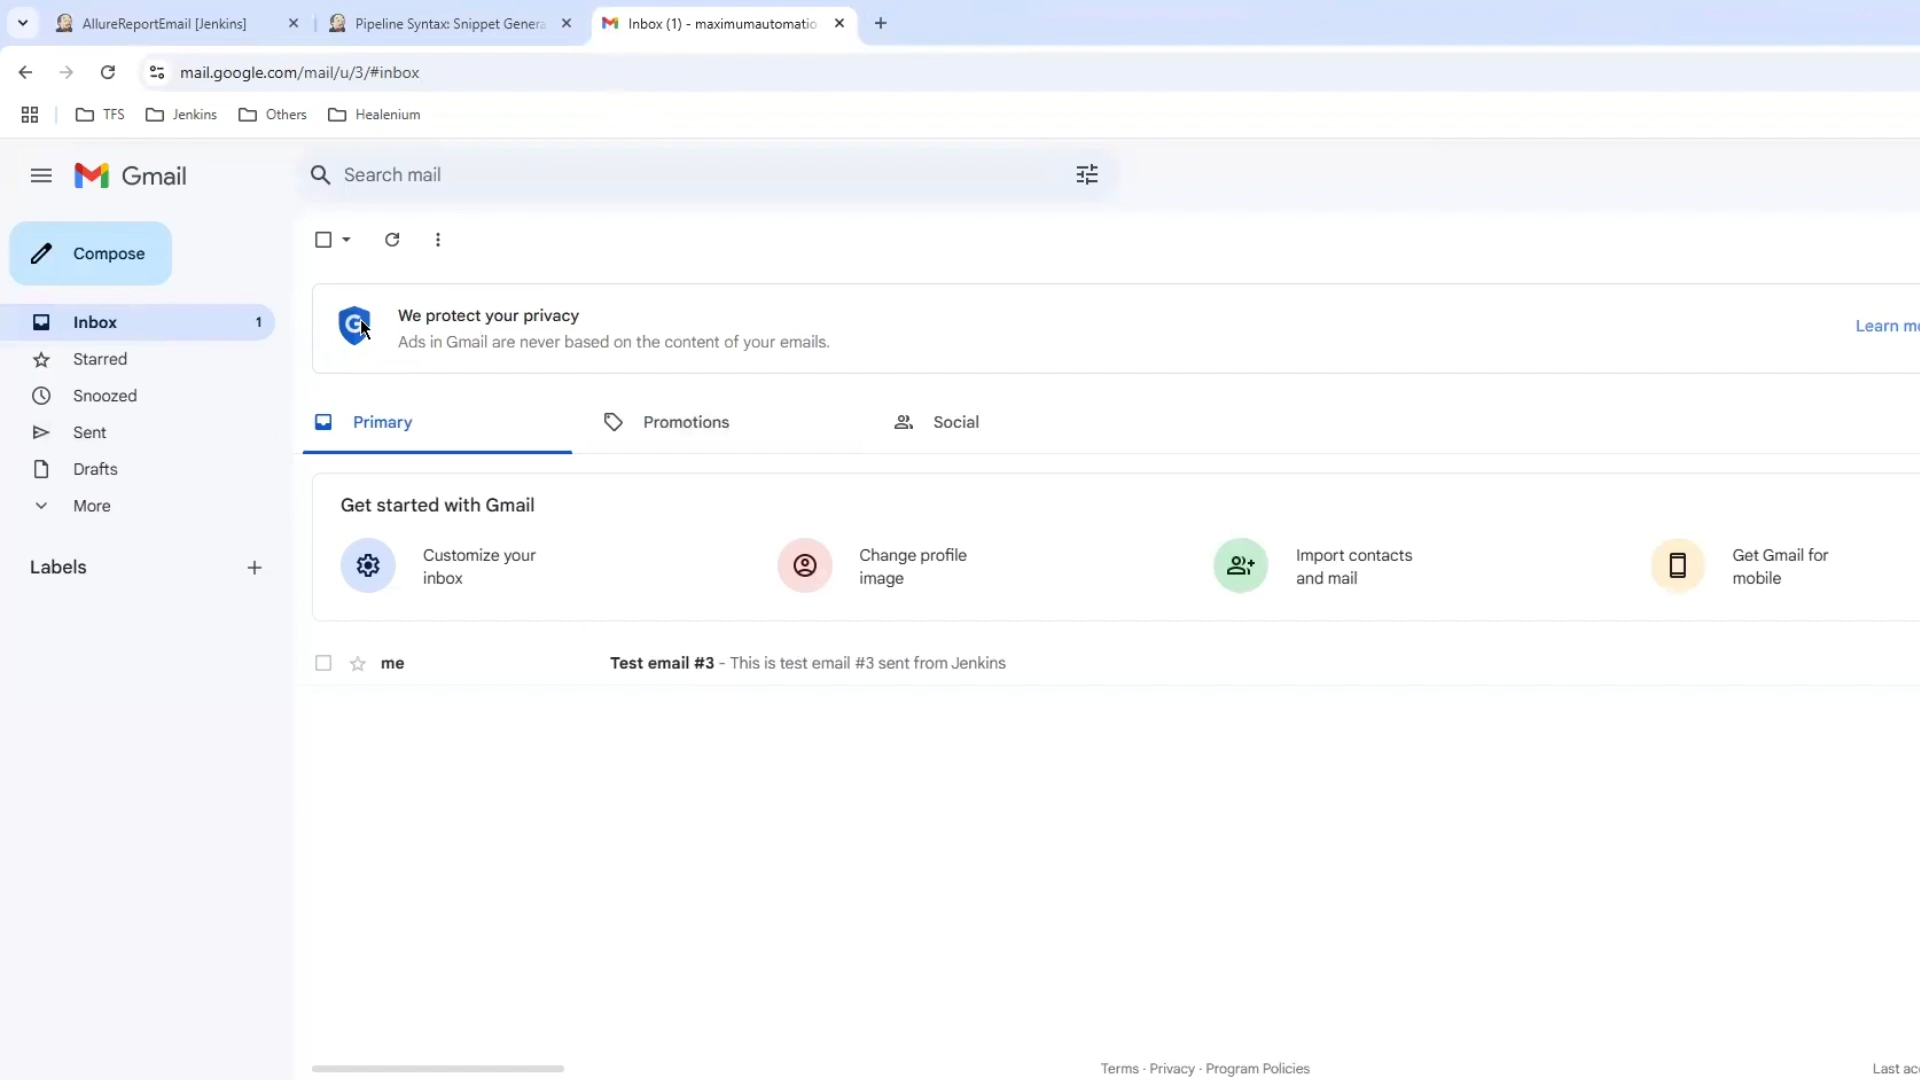 AllureReportEmail [Jenkins]
Pipeline Syntax: Snippet Genera
Inbox (1) - maximumautomatio
mail.google.com/mail/u/3/#inbox
TFS
Jenkins
Others
Healenium
Gmail
Search mail
Compose
Inbox 1
Starred
Snoozed
Sent
Drafts
More
Labels
We protect your privacy
Ads in Gmail are never based on the content of your emails.
Learn mo
Primary
Promotions
Social
Get started with Gmail
Customize your
inbox
Change profile
image
Import contacts
and mail
Get Gmail for
mobile
me Test email #3 - This is test email #3 sent from Jenkins
Terms · Privacy · Program Policies
Last acc